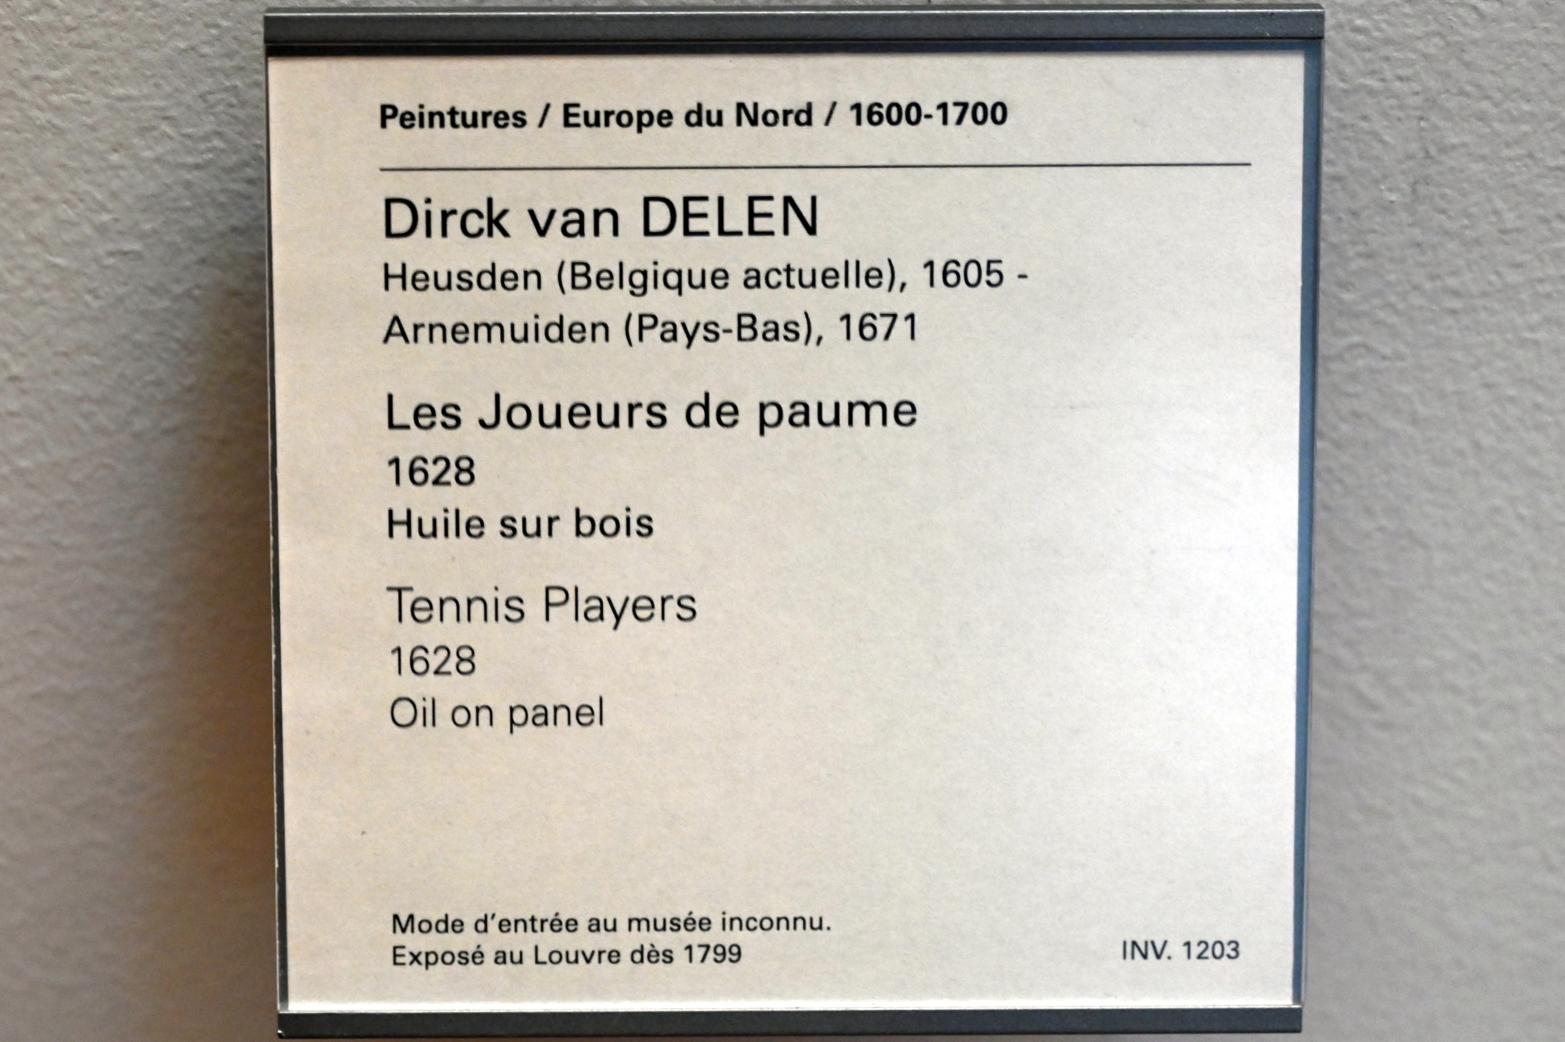 Peintures / Europe du Nord / 1600-1700
Dirck van DELEN
Heusden (Belgique actuelle), 1605 -
Arnemuiden (Pays-Bas), 1671
Les Joueurs de paume
1628
Huile sur bois
Tennis Players
1628
Oil on panel
Mode d'entrée au musée inconnu.
Exposé au Louvre dès 1799
INV. 1203